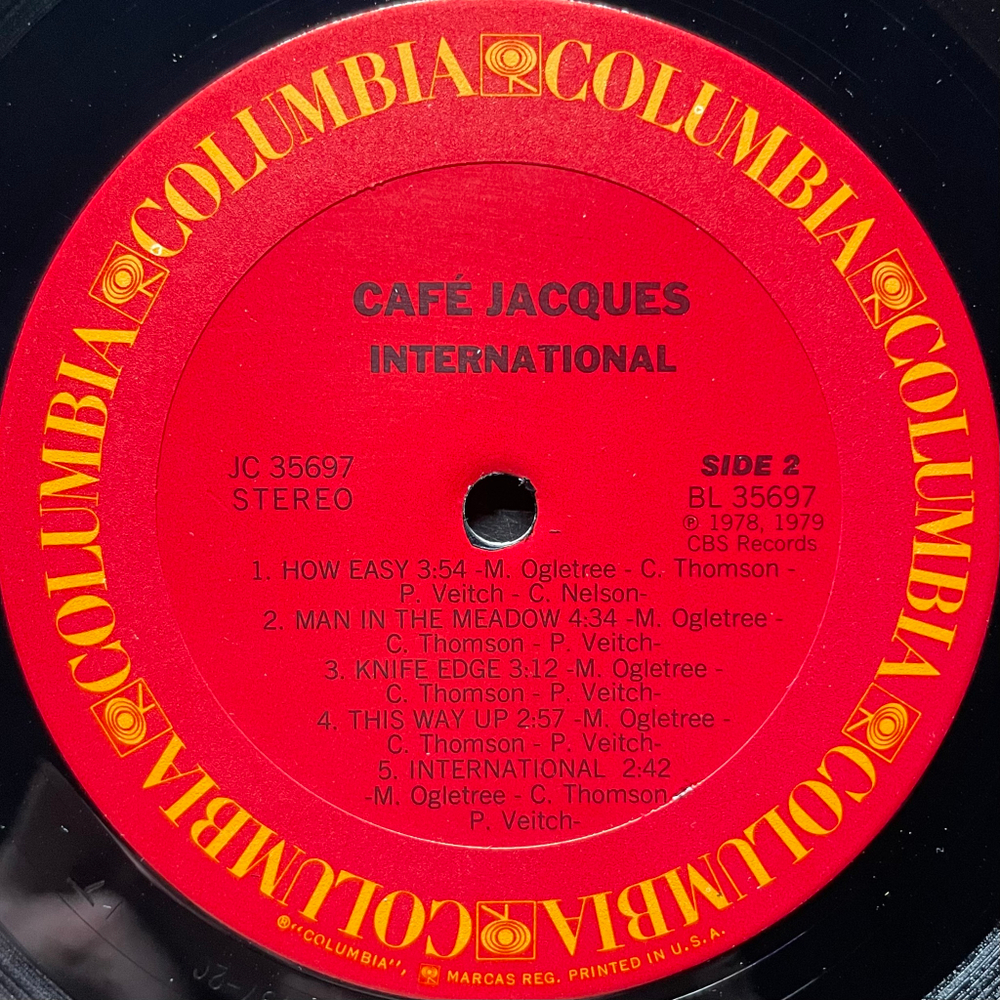 COLUMBIA COLUMBIA COLUMBIA COLUMBIA COLUMBIA COLUMBIA
CAFÉ JACQUES
INTERNATIONAL
JC 35697
STEREO
SIDE 2
BL 35697
℗ 1978, 1979
CBS Records
1. HOW EASY 3:54 -M. Ogletree - C. Thomson -
P. Veitch - C. Nelson-
2. MAN IN THE MEADOW 4:34 -M. Ogletree -
C. Thomson - P. Veitch-
3. KNIFE EDGE 3:12 -M. Ogletree -
C. Thomson - P. Veitch-
4. THIS WAY UP 2:57 -M. Ogletree -
C. Thomson - P. Veitch-
5. INTERNATIONAL 2:42
-M. Ogletree - C. Thomson -
P. Veitch-
®"COLUMBIA", MARCAS REG. PRINTED IN U.S.A.